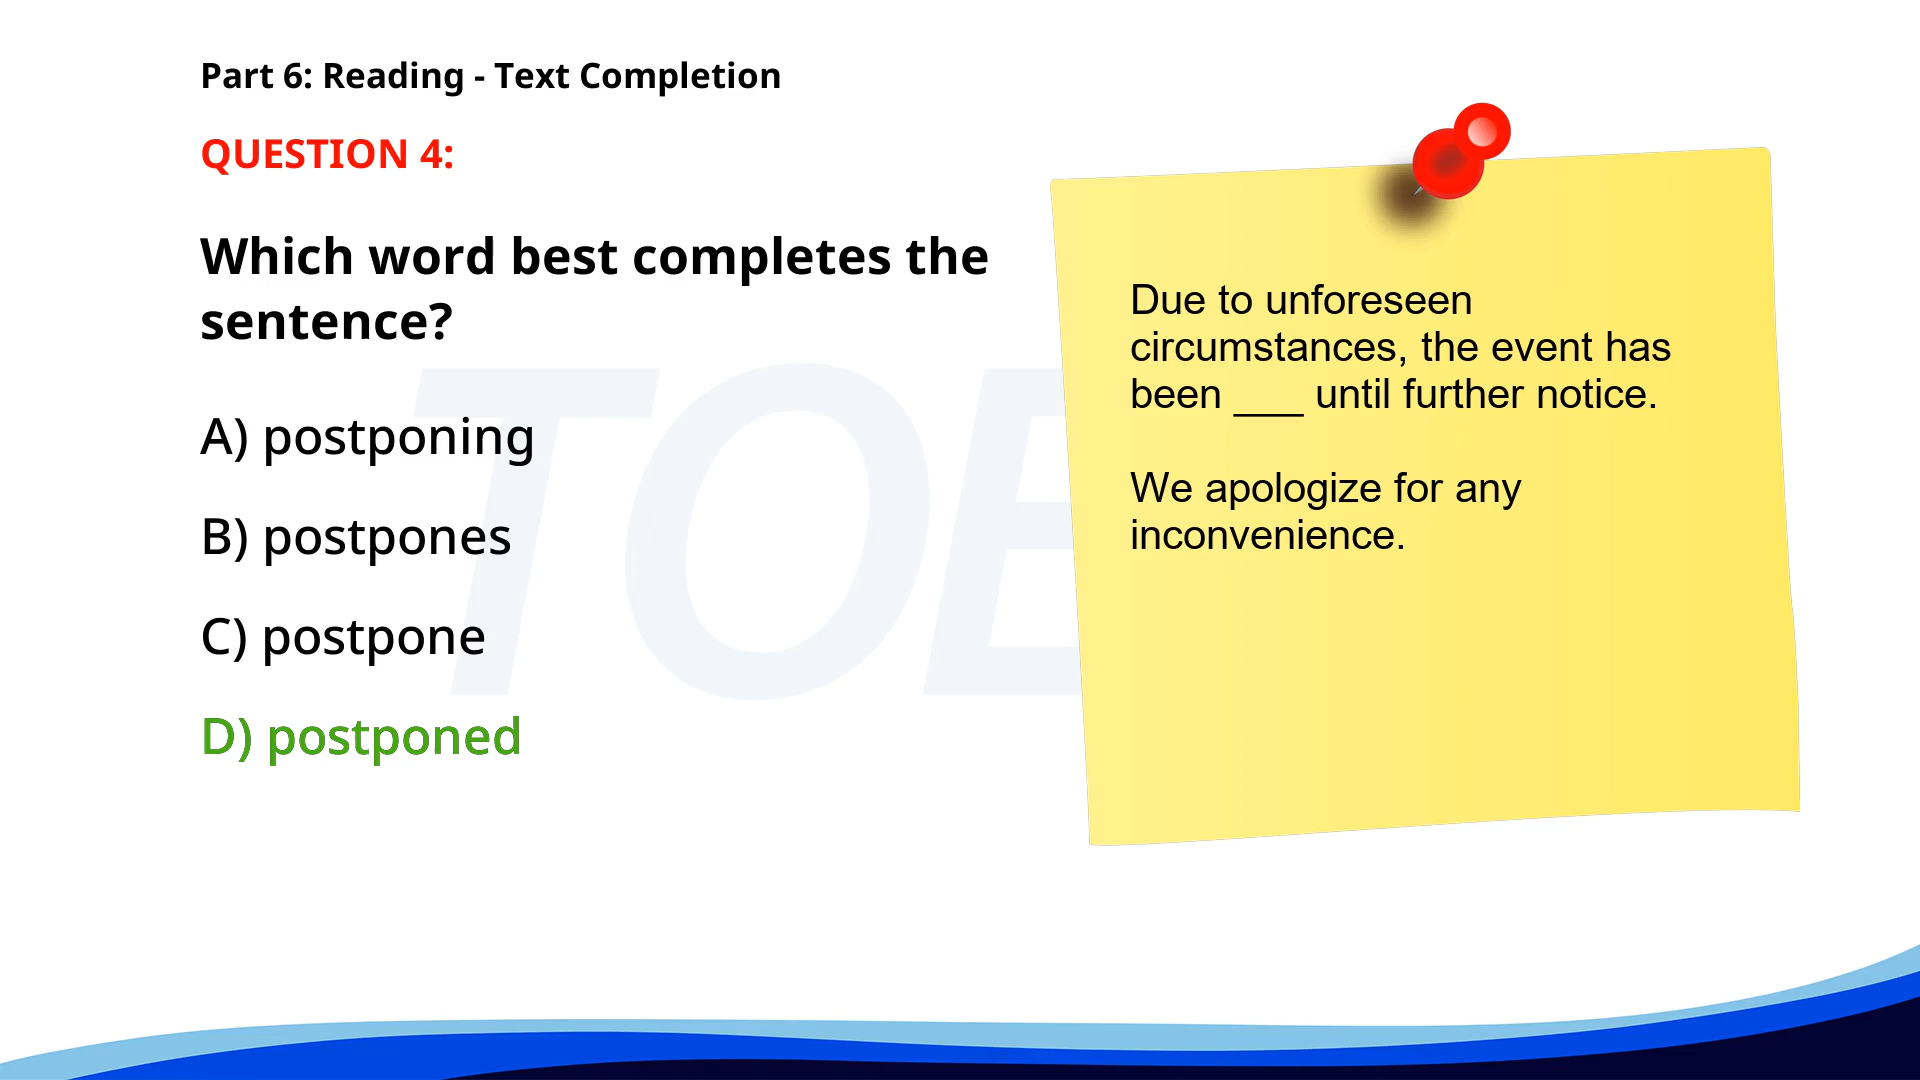 Part 6: Reading - Text Completion
QUESTION 4:
Which word best completes the
sentence?
A) postponing
B) postpones
C) postpone
D) postponed
Due to unforeseen
circumstances, the event has
been ___ until further notice.
We apologize for any
inconvenience.
TOE